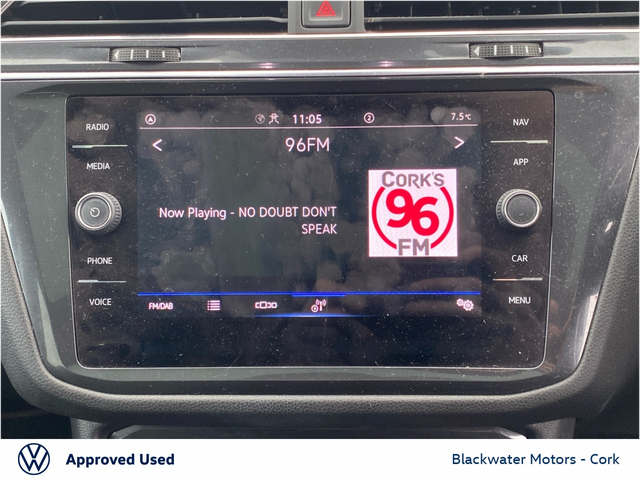 11:05
2
7.5°C
RADIO
NAV
< 96FM >
MEDIA
APP
CORK'S
96
FM
Now Playing - NO DOUBT DON'T
SPEAK
PHONE
CAR
VOICE
MENU
FM/DAB
Approved Used
Blackwater Motors - Cork